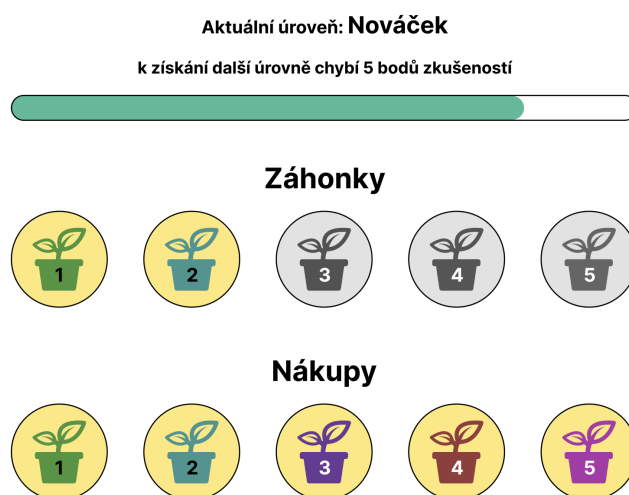 Aktuální úroveň: Nováček
k získání další úrovně chybí 5 bodů zkušeností
Záhonky
1 2 3 4 5
Nákupy
1 2 3 4 5